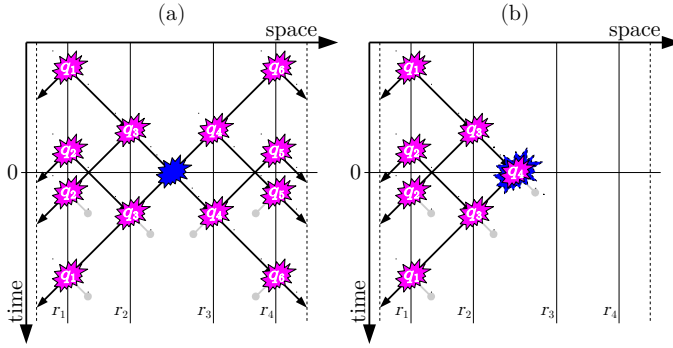 (a) (b)
space space
q₁ q₆ q₁
q₃ q₄ q₃
q₂ q₅ q₂
0 0 q₄
q₂ q₅ q₂
q₃ q₄ q₃
q₁ q₆ q₁
time r₁ r₂ r₃ r₄ time r₁ r₂ r₃ r₄